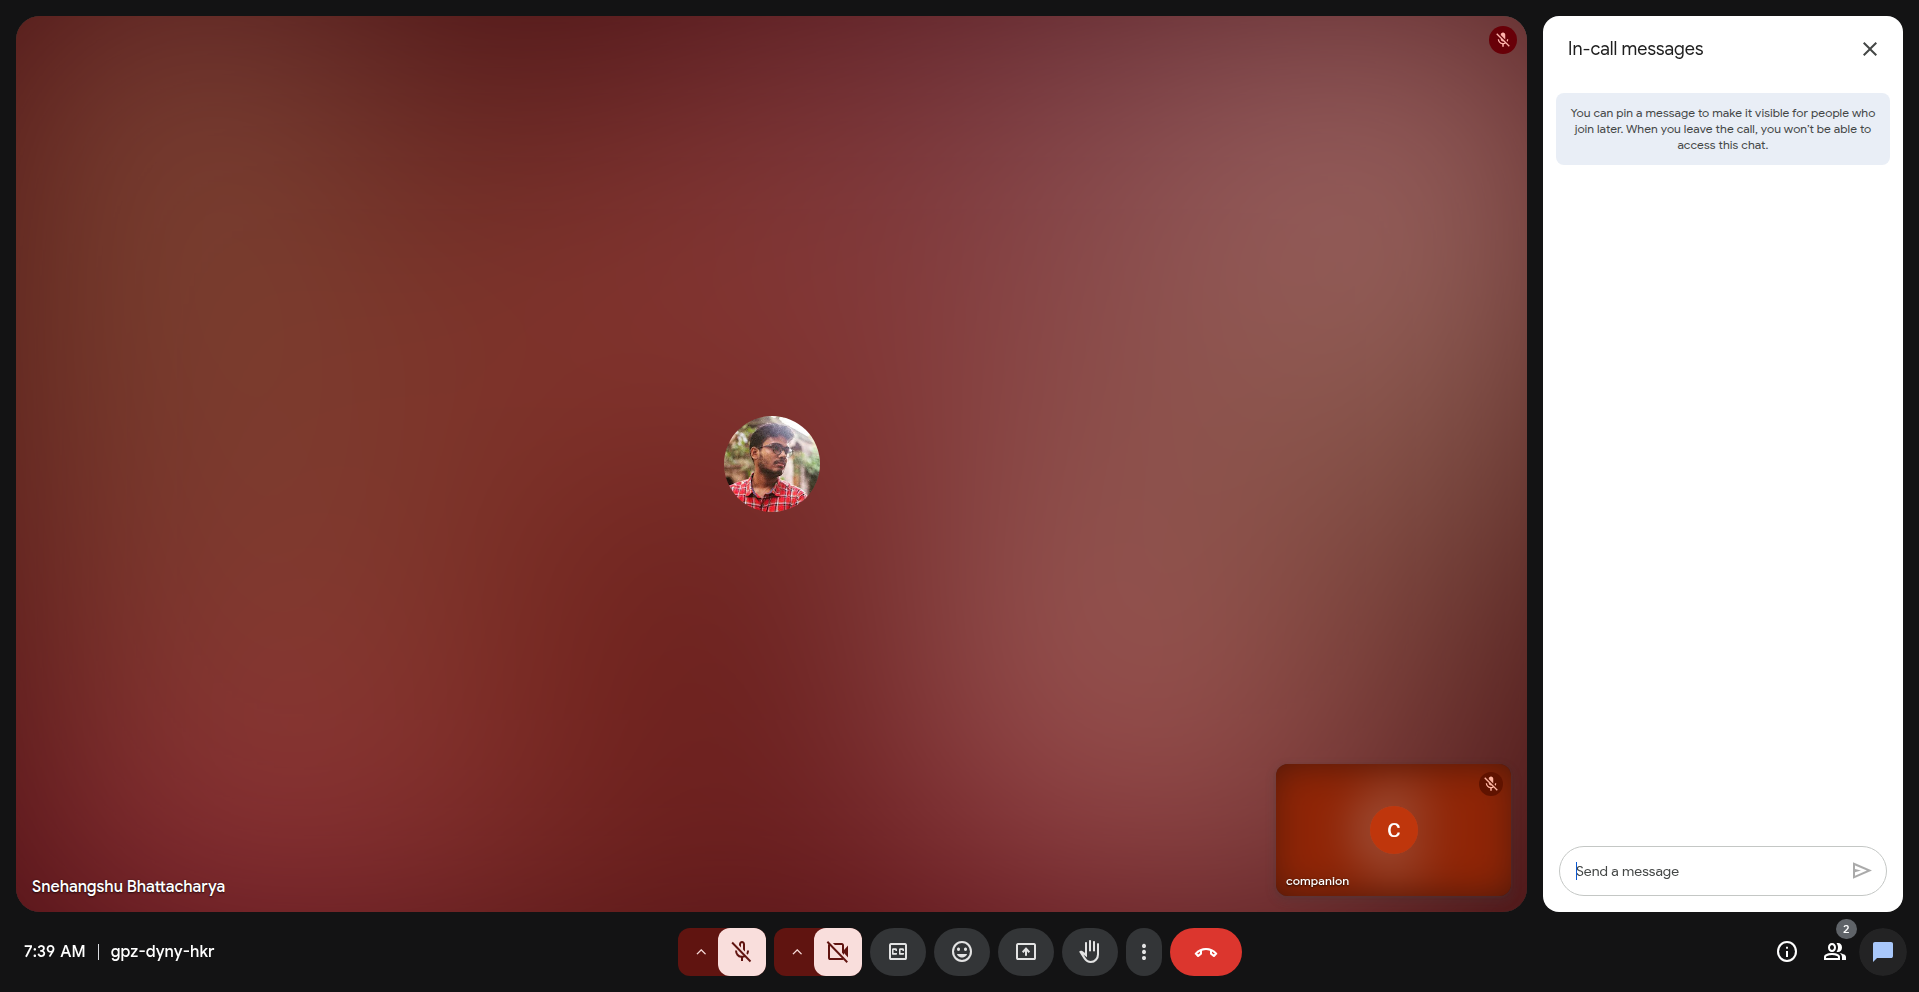 In-call messages
You can pin a message to make it visible for people who
join later. When you leave the call, you won't be able to
access this chat.
C
companion
Snehangshu Bhattacharya
Send a message
7:39 AM | gpz-dyny-hkr
CC
2